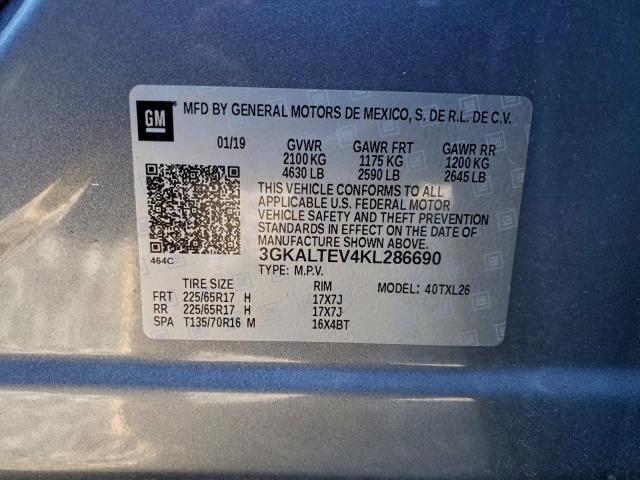 GM MFD BY GENERAL MOTORS DE MEXICO, S. DE R.L. DE C.V.
01/19 GVWR GAWR FRT GAWR RR
2100 KG 1175 KG 1200 KG
4630 LB 2590 LB 2645 LB
THIS VEHICLE CONFORMS TO ALL
APPLICABLE U.S. FEDERAL MOTOR
VEHICLE SAFETY AND THEFT PREVENTION
STANDARDS IN EFFECT ON THE DATE OF
MANUFACTURE SHOWN ABOVE.
464C 3GKALTEV4KL286690
TYPE: M.P.V.
TIRE SIZE RIM MODEL: 40TXL26
FRT 225/65R17 H 17X7J
RR 225/65R17 H 17X7J
SPA T135/70R16 M 16X4BT